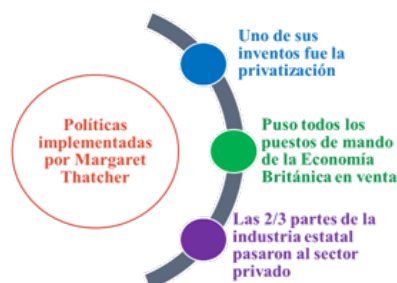 Políticas
implementadas
por Margaret
Thatcher
Uno de sus
inventos fue la
privatización
Puso todos los
puestos de mando
de la Economía
Británica en venta
Las 2/3 partes de la
industria estatal
pasaron al sector
privado